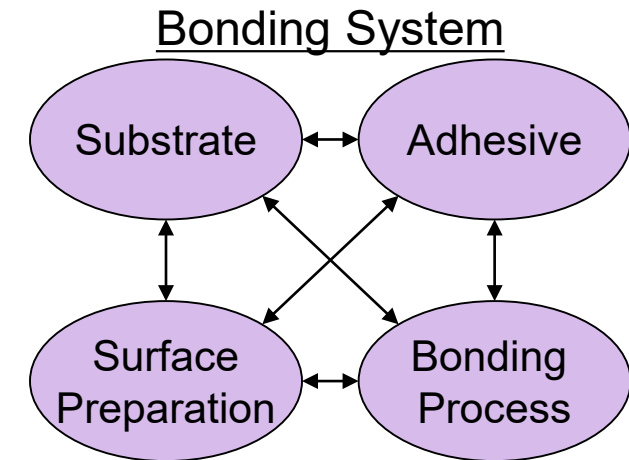 Bonding System
Substrate
Adhesive
Surface
Preparation
Bonding
Process